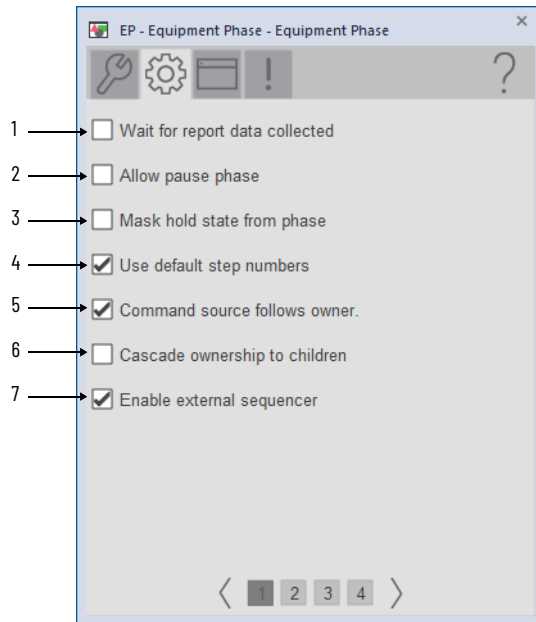 EP - Equipment Phase - Equipment Phase
?
1 Wait for report data collected
2 Allow pause phase
3 Mask hold state from phase
4 Use default step numbers
5 Command source follows owner.
6 Cascade ownership to children
7 Enable external sequencer
1 2 3 4